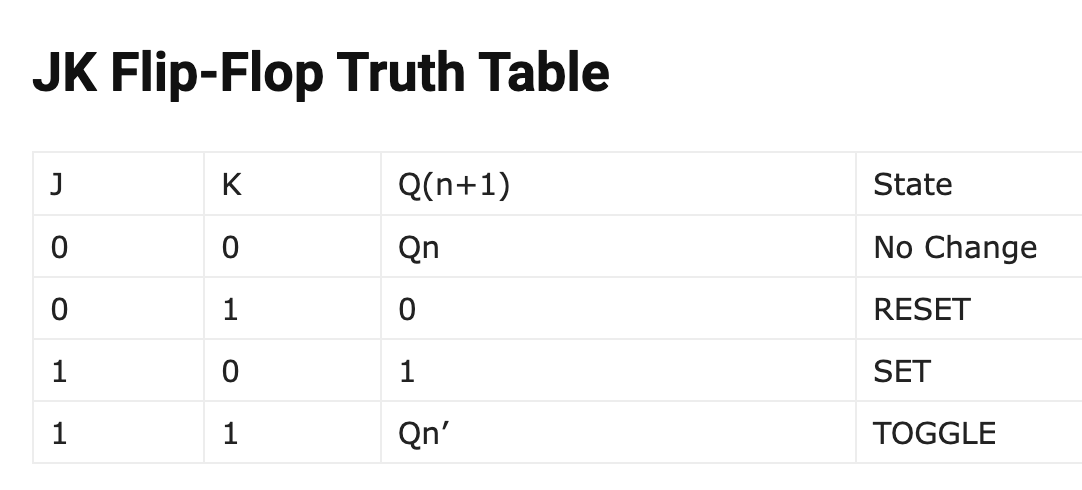 JK Flip-Flop Truth Table
J K Q(n+1) State
0 0 Qn No Change
0 1 0 RESET
1 0 1 SET
1 1 Qn′ TOGGLE